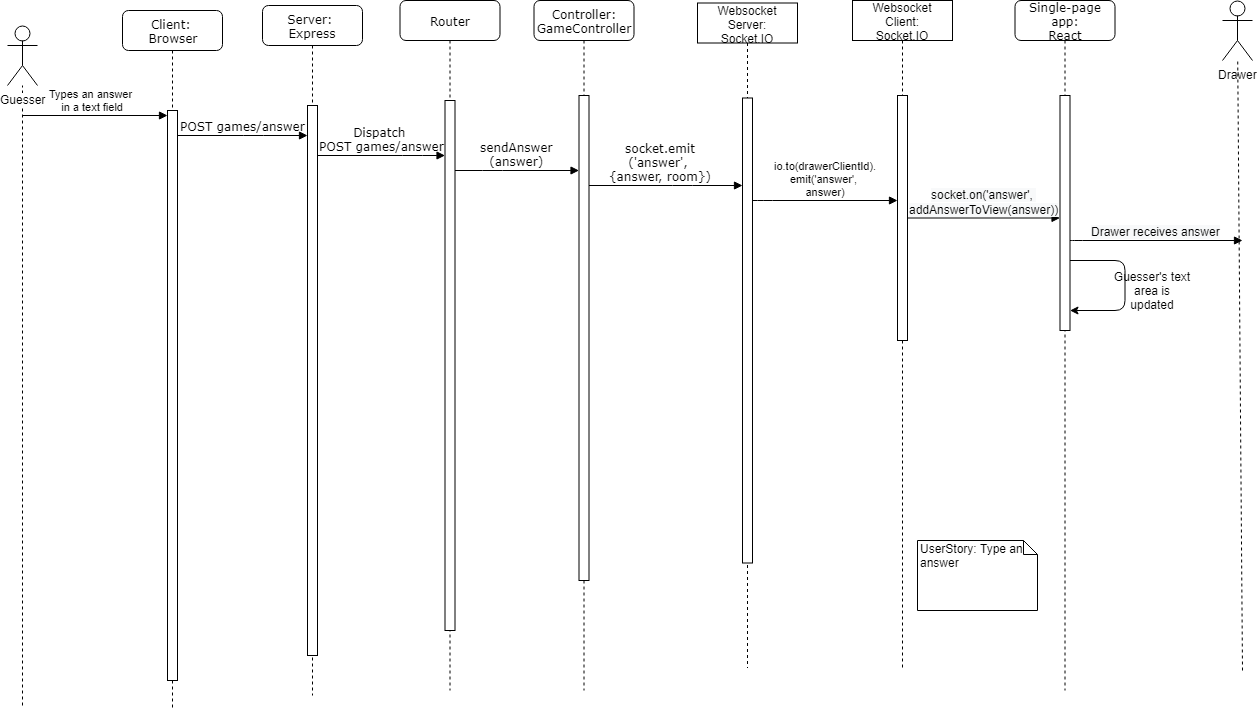 Client:
Browser
Server:
Express
Router
Controller:
GameController
Websocket
Server:
Socket.IO
Websocket
Client:
Socket.IO
Single-page
app:
React
Guesser
Drawer
Types an answer
in a text field
POST games/answer
Dispatch
POST games/answer
sendAnswer
(answer)
socket.emit
('answer',
{answer, room})
io.to(drawerClientId).
emit('answer',
answer)
socket.on('answer',
addAnswerToView(answer))
Drawer receives answer
Guesser's text
area is
updated
UserStory: Type an
answer